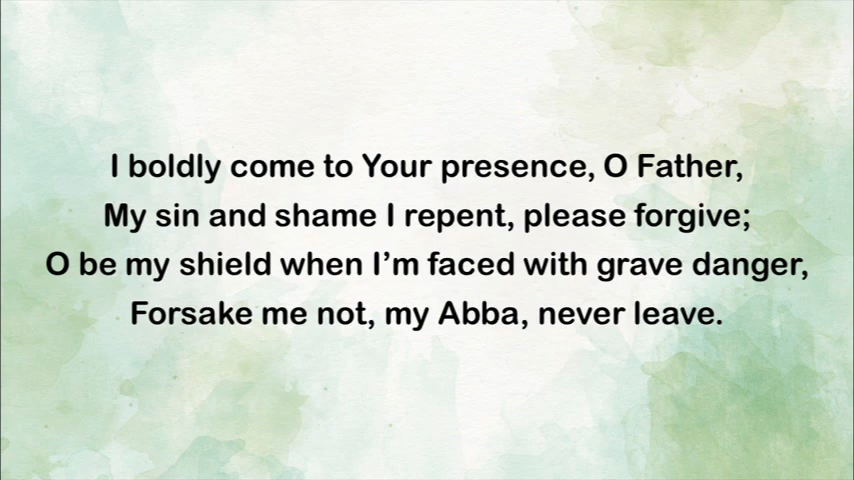 I boldly come to Your presence, O Father,
My sin and shame I repent, please forgive;
O be my shield when I’m faced with grave danger,
Forsake me not, my Abba, never leave.